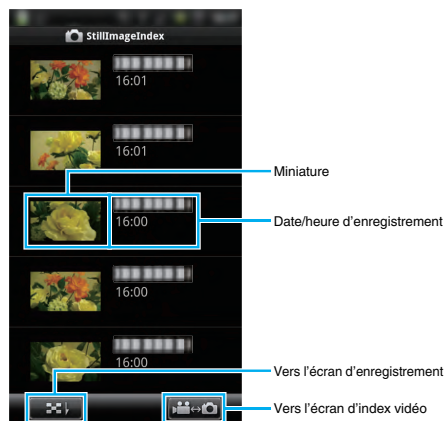 StillImageIndex
16:01
16:01
Miniature
16:00
Date/heure d'enregistrement
16:00
16:00
Vers l'écran d'enregistrement
Vers l'écran d'index vidéo